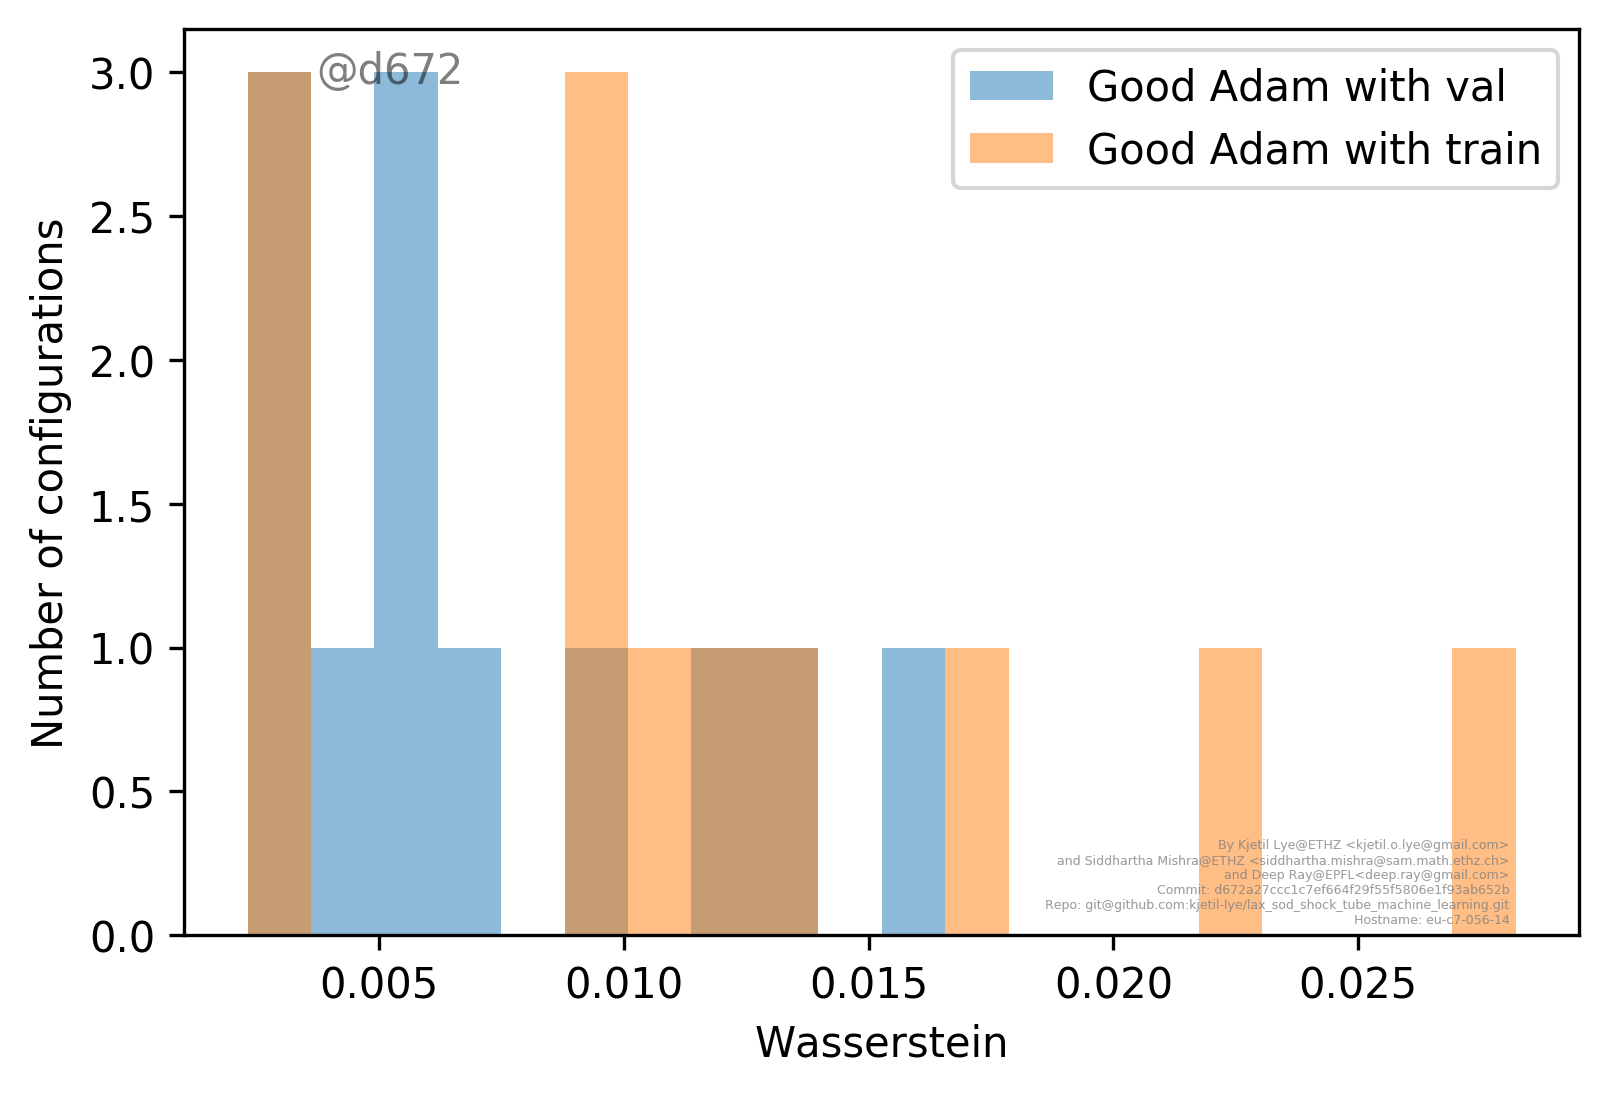 @d672
Good Adam with val
Good Adam with train
3.0
2.5
2.0
1.5
1.0
0.5
0.0
Number of configurations
By Kjetil Lye@ETHZ <kjetil.o.lye@gmail.com>
and Siddhartha Mishra@ETHZ <siddhartha.mishra@sam.math.ethz.ch>
and Deep Ray@EPFL<deep.ray@gmail.com>
Commit: d672a27ccc1c7ef664f29f55f5806e1f93ab652b
Repo: git@github.com:kjetil-lye/lax_sod_shock_tube_machine_learning.git
Hostname: eu-c7-056-14
0.005 0.010 0.015 0.020 0.025
Wasserstein